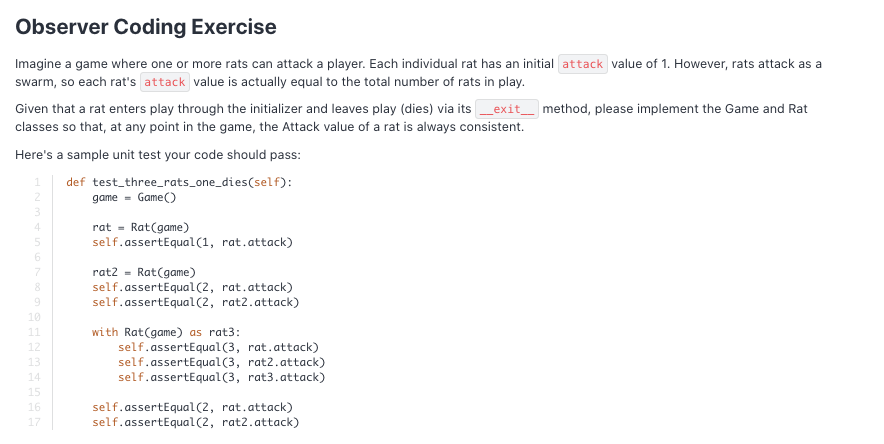 Observer Coding Exercise
Imagine a game where one or more rats can attack a player. Each individual rat has an initial attack value of 1. However, rats attack as a
swarm, so each rat's attack value is actually equal to the total number of rats in play.
Given that a rat enters play through the initializer and leaves play (dies) via its __exit__ method, please implement the Game and Rat
classes so that, at any point in the game, the Attack value of a rat is always consistent.
Here's a sample unit test your code should pass:
1 def test_three_rats_one_dies(self):
2     game = Game()
3
4     rat = Rat(game)
5     self.assertEqual(1, rat.attack)
6
7     rat2 = Rat(game)
8     self.assertEqual(2, rat.attack)
9     self.assertEqual(2, rat2.attack)
10
11     with Rat(game) as rat3:
12         self.assertEqual(3, rat.attack)
13         self.assertEqual(3, rat2.attack)
14         self.assertEqual(3, rat3.attack)
15
16     self.assertEqual(2, rat.attack)
17     self.assertEqual(2, rat2.attack)